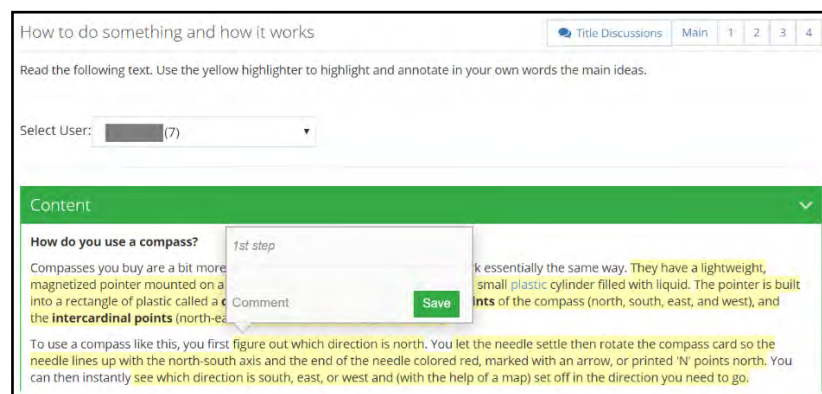 How to do something and how it works
Title Discussions Main 1 2 3 4
Read the following text. Use the yellow highlighter to highlight and annotate in your own words the main ideas.
Select User: (7)
Content
How do you use a compass?
1st step
Compasses you buy are a bit more k essentially the same way. They have a lightweight,
magnetized pointer mounted on a small plastic cylinder filled with liquid. The pointer is built
into a rectangle of plastic called a c Comment Save ints of the compass (north, south, east, and west), and
the intercardinal points (north-ea
To use a compass like this, you first figure out which direction is north. You let the needle settle then rotate the compass card so the
needle lines up with the north-south axis and the end of the needle colored red, marked with an arrow, or printed 'N' points north. You
can then instantly see which direction is south, east, or west and (with the help of a map) set off in the direction you need to go.